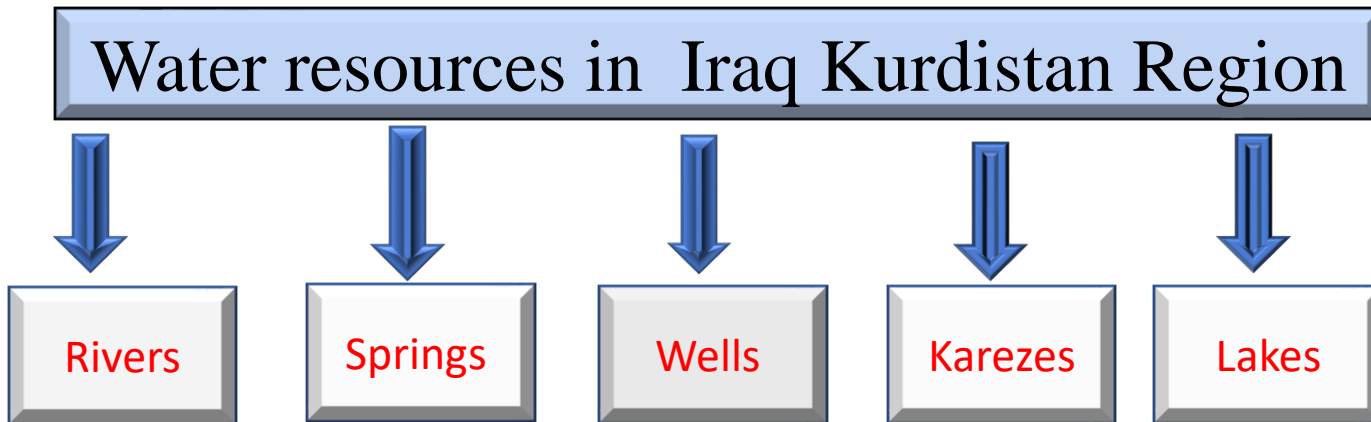 Water resources in Iraq Kurdistan Region
Rivers
Springs
Wells
Karezes
Lakes